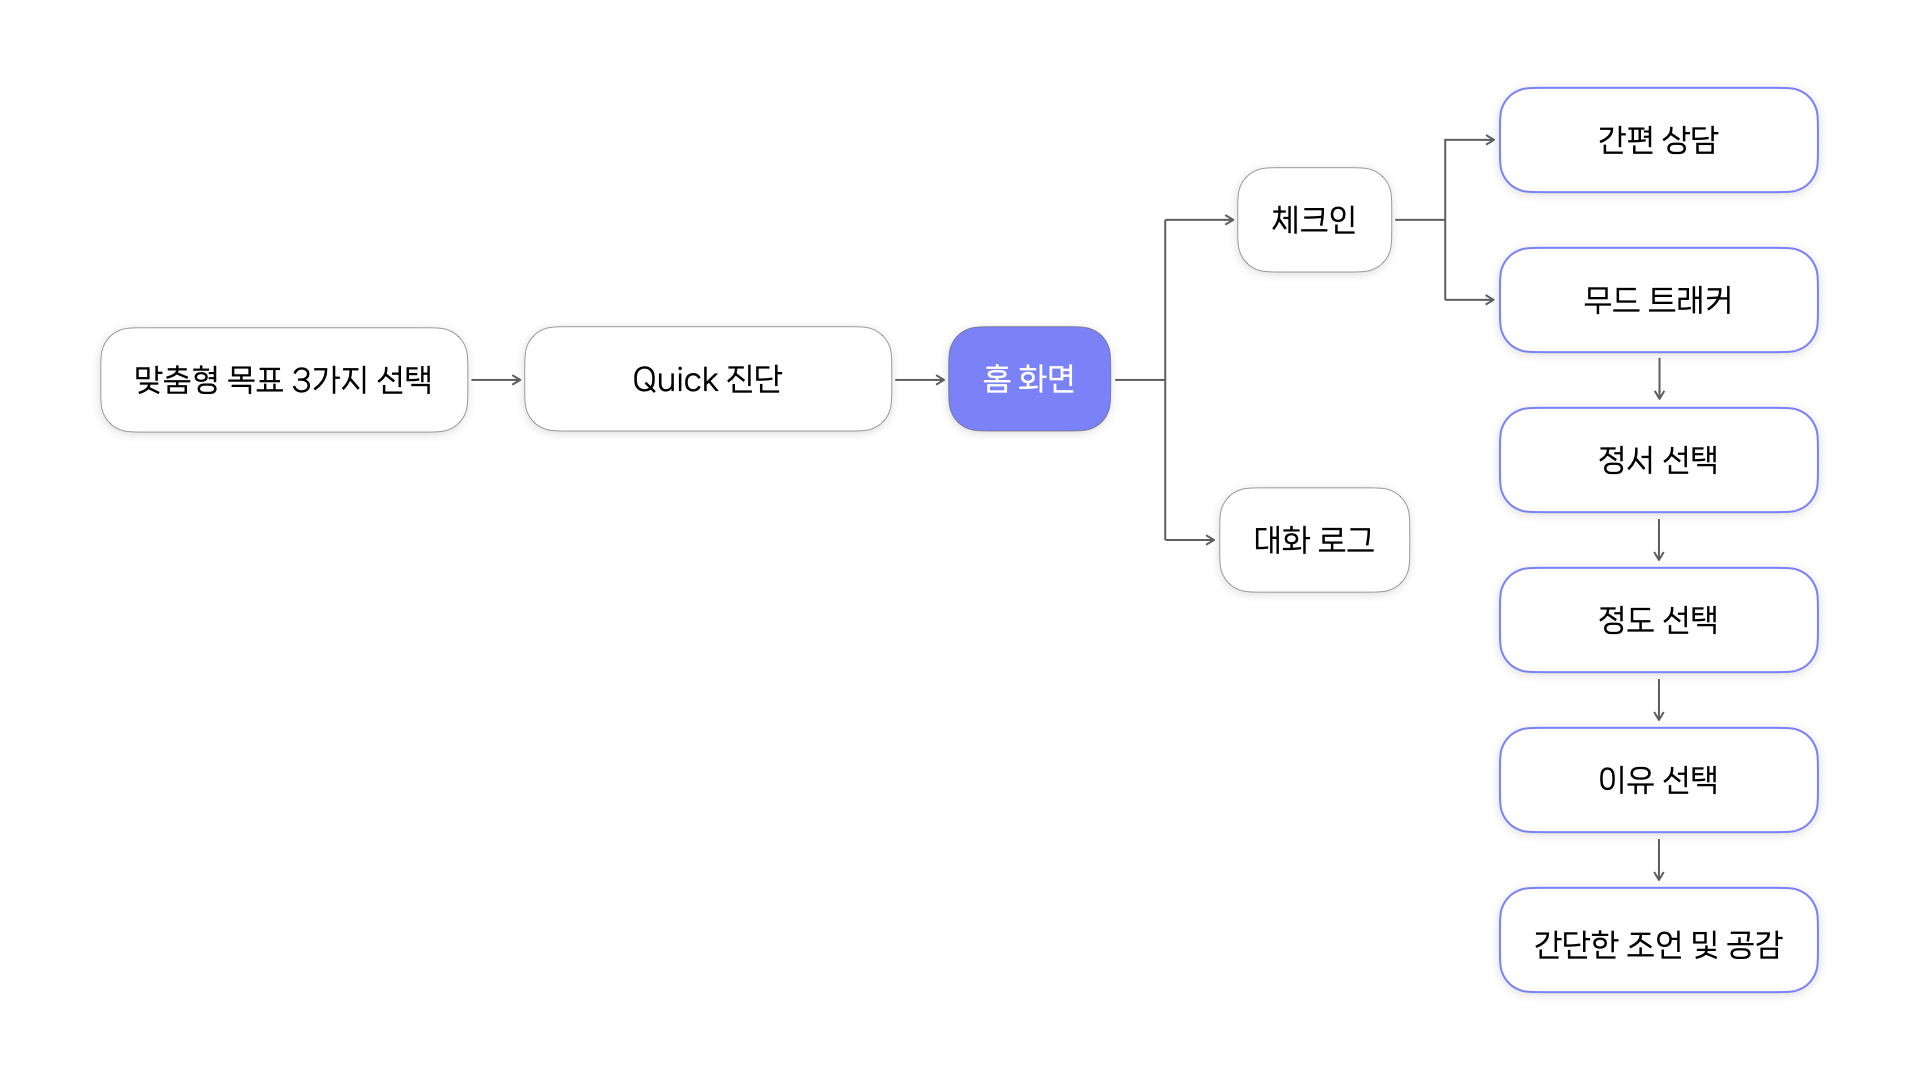 맞춤형 목표 3가지 선택
Quick 진단
홈 화면
체크인
대화 로그
간편 상담
무드 트래커
정서 선택
정도 선택
이유 선택
간단한 조언 및 공감